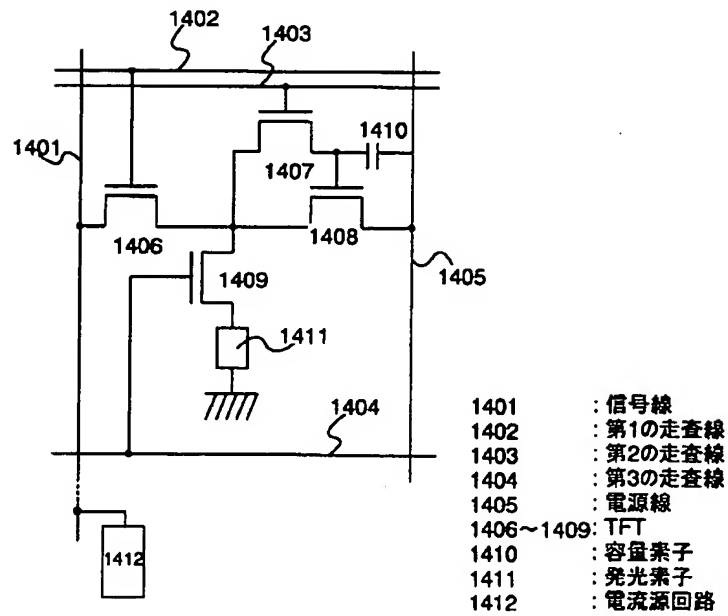 1402
1403
1401
1410
1407
1406
1408
1409
1405
1411
1404
1412
1401 : 信号線
1402 : 第1の走査線
1403 : 第2の走査線
1404 : 第3の走査線
1405 : 電源線
1406～1409: TFT
1410 : 容量素子
1411 : 発光素子
1412 : 電流源回路